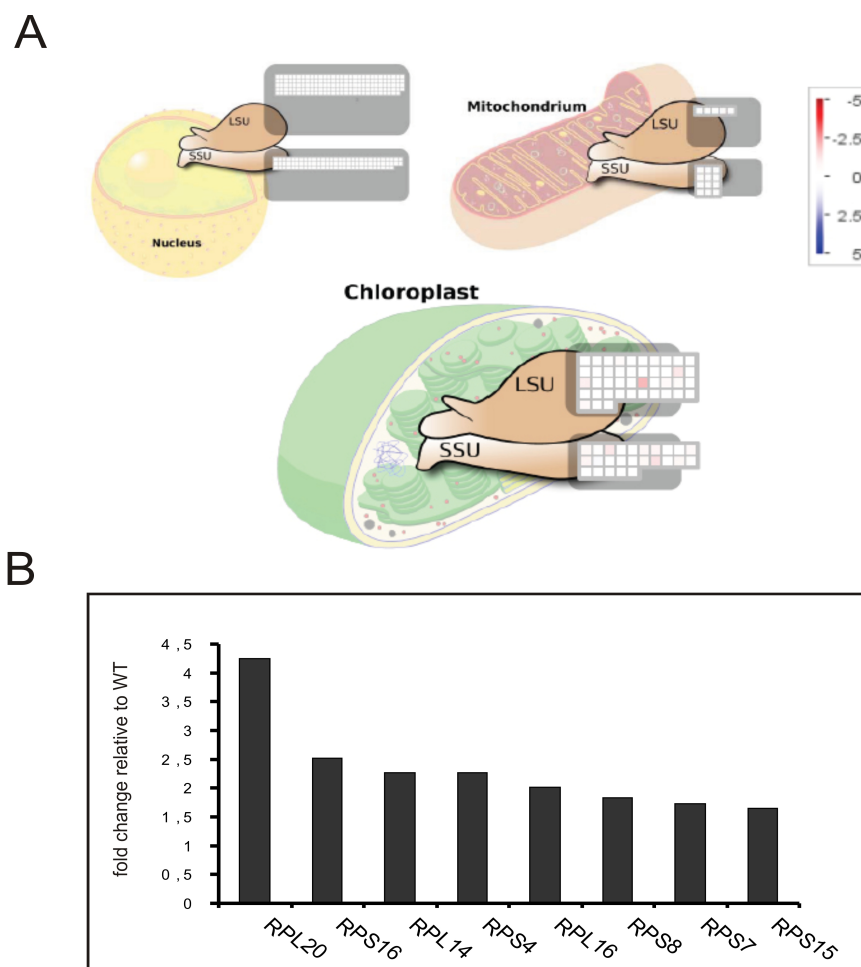 A
LSU
SSU
Nucleus
Mitochondrium
LSU
SSU
-5
-2.5
0
2.5
5
Chloroplast
LSU
SSU
B
fold change relative to WT
4,5
4
3,5
3
2,5
2
1,5
1
0,5
0
RPL20
RPS16
RPL14
RPS4
RPL16
RPS8
RPS7
RPS15